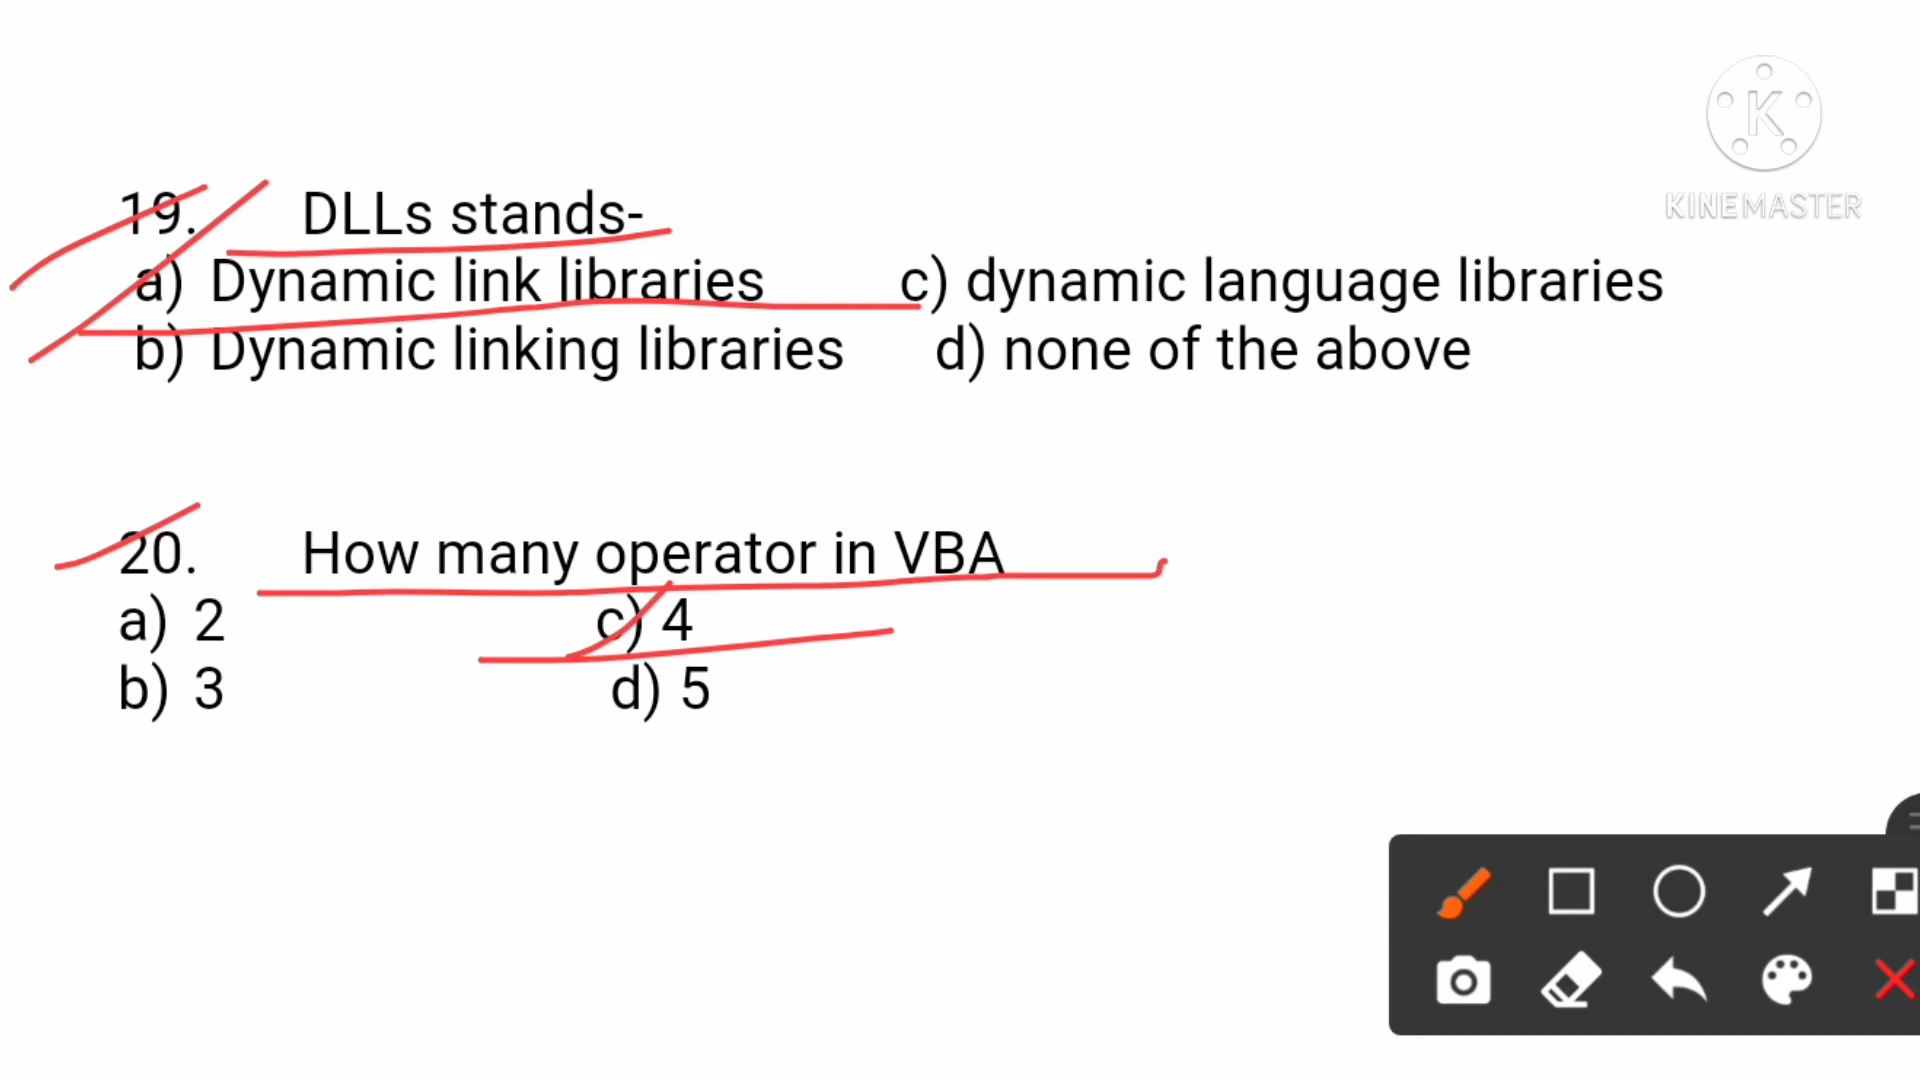 K
KINEMASTER
19. DLLs stands-
a) Dynamic link libraries c) dynamic language libraries
b) Dynamic linking libraries d) none of the above
20. How many operator in VBA
a) 2 c) 4
b) 3 d) 5